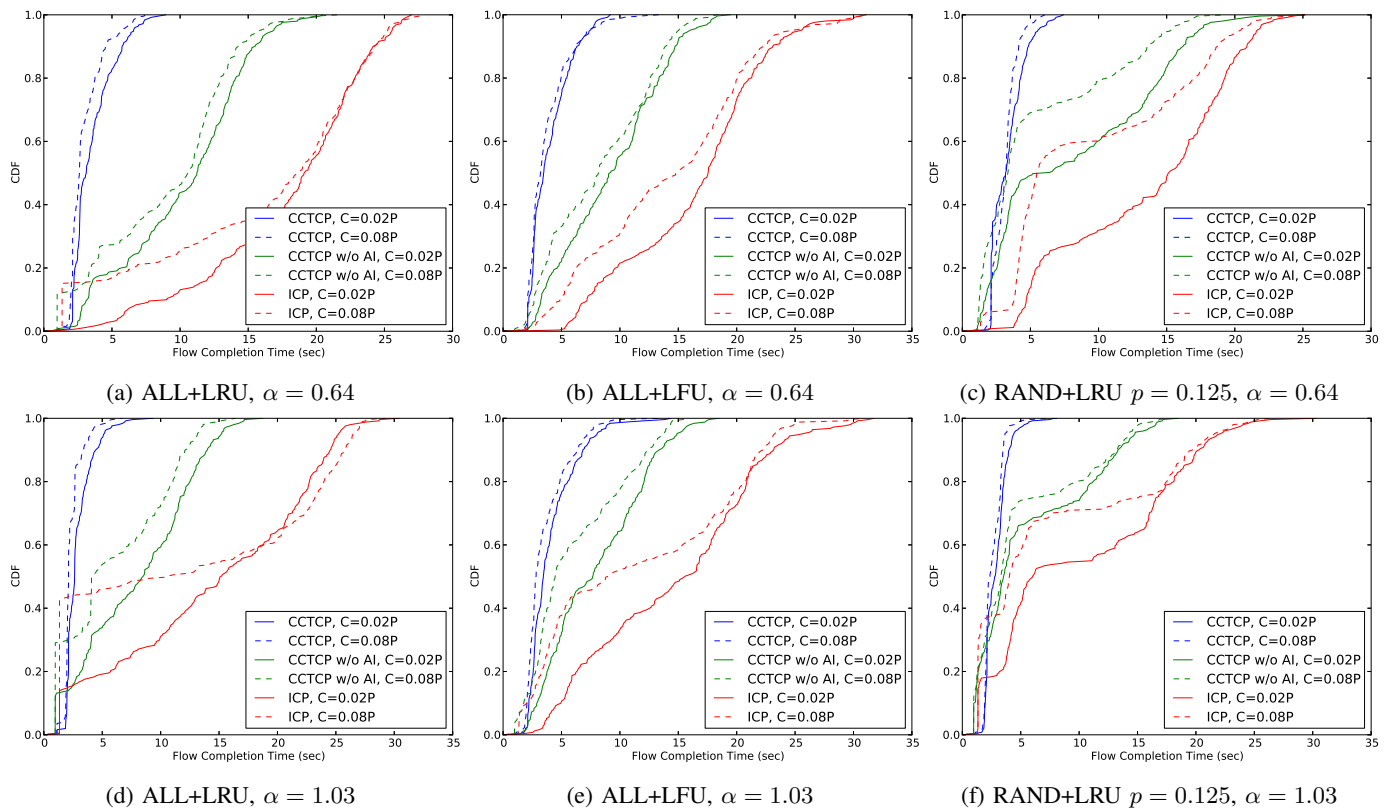 1.0
0.8
0.6
0.4
0.2
0.0
CDF
0 5 10 15 20 25 30
Flow Completion Time (sec)
CCTCP, C=0.02P
CCTCP, C=0.08P
CCTCP w/o AI, C=0.02P
CCTCP w/o AI, C=0.08P
ICP, C=0.02P
ICP, C=0.08P
(a) ALL+LRU, α = 0.64
1.0
0.8
0.6
0.4
0.2
0.0
CDF
0 5 10 15 20 25 30 35
Flow Completion Time (sec)
CCTCP, C=0.02P
CCTCP, C=0.08P
CCTCP w/o AI, C=0.02P
CCTCP w/o AI, C=0.08P
ICP, C=0.02P
ICP, C=0.08P
(b) ALL+LFU, α = 0.64
1.0
0.8
0.6
0.4
0.2
0.0
CDF
0 5 10 15 20 25 30
Flow Completion Time (sec)
CCTCP, C=0.02P
CCTCP, C=0.08P
CCTCP w/o AI, C=0.02P
CCTCP w/o AI, C=0.08P
ICP, C=0.02P
ICP, C=0.08P
(c) RAND+LRU p = 0.125, α = 0.64
1.0
0.8
0.6
0.4
0.2
0.0
CDF
0 5 10 15 20 25 30 35
Flow Completion Time (sec)
CCTCP, C=0.02P
CCTCP, C=0.08P
CCTCP w/o AI, C=0.02P
CCTCP w/o AI, C=0.08P
ICP, C=0.02P
ICP, C=0.08P
(d) ALL+LRU, α = 1.03
1.0
0.8
0.6
0.4
0.2
0.0
CDF
0 5 10 15 20 25 30 35
Flow Completion Time (sec)
CCTCP, C=0.02P
CCTCP, C=0.08P
CCTCP w/o AI, C=0.02P
CCTCP w/o AI, C=0.08P
ICP, C=0.02P
ICP, C=0.08P
(e) ALL+LFU, α = 1.03
1.0
0.8
0.6
0.4
0.2
0.0
CDF
0 5 10 15 20 25 30 35
Flow Completion Time (sec)
CCTCP, C=0.02P
CCTCP, C=0.08P
CCTCP w/o AI, C=0.02P
CCTCP w/o AI, C=0.08P
ICP, C=0.02P
ICP, C=0.08P
(f) RAND+LRU p = 0.125, α = 1.03